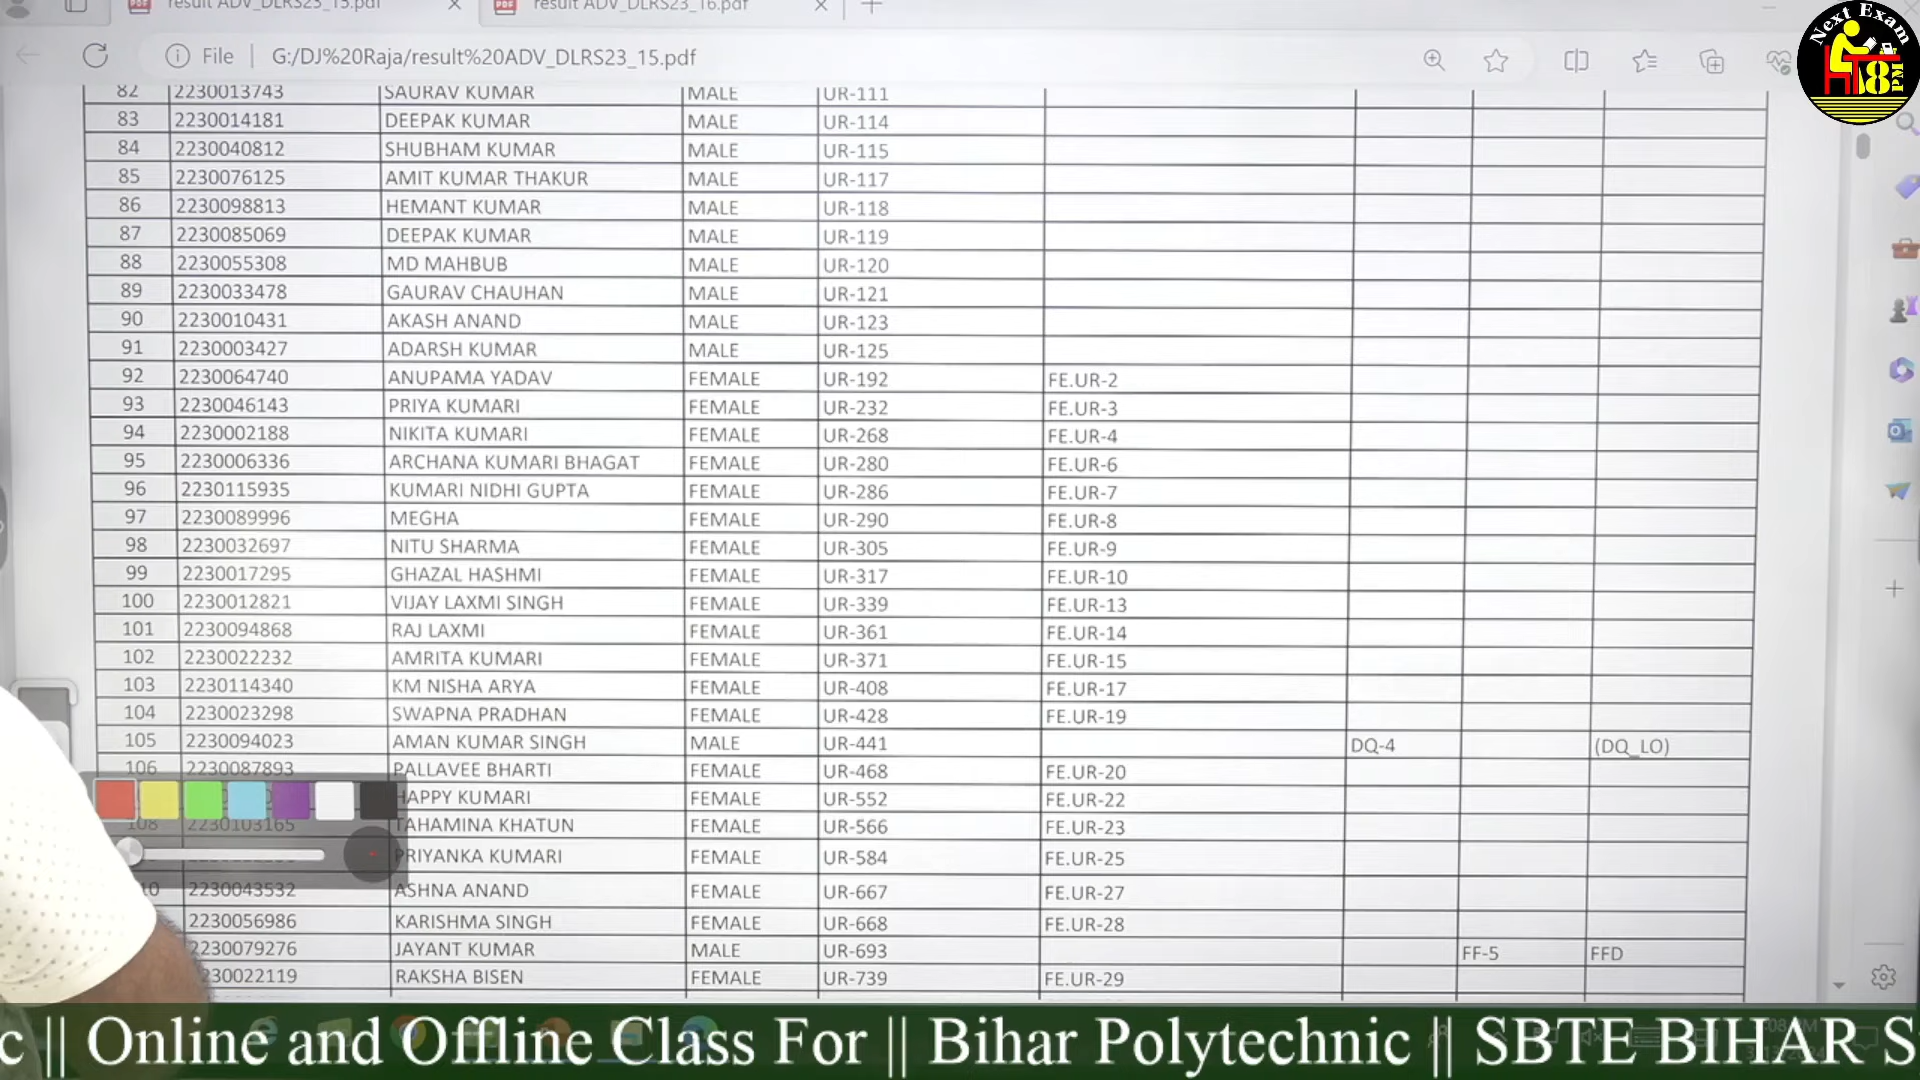 result ADV_DLRS23_15.pdf
result ADV_DLRS23_16.pdf
File G:/DJ%20Raja/result%20ADV_DLRS23_15.pdf
Next Exam
8 PM
82 2230013743 SAURAV KUMAR MALE UR-111
83 2230014181 DEEPAK KUMAR MALE UR-114
84 2230040812 SHUBHAM KUMAR MALE UR-115
85 2230076125 AMIT KUMAR THAKUR MALE UR-117
86 2230098813 HEMANT KUMAR MALE UR-118
87 2230085069 DEEPAK KUMAR MALE UR-119
88 2230055308 MD MAHBUB MALE UR-120
89 2230033478 GAURAV CHAUHAN MALE UR-121
90 2230010431 AKASH ANAND MALE UR-123
91 2230003427 ADARSH KUMAR MALE UR-125
92 2230064740 ANUPAMA YADAV FEMALE UR-192 FE.UR-2
93 2230046143 PRIYA KUMARI FEMALE UR-232 FE.UR-3
94 2230002188 NIKITA KUMARI FEMALE UR-268 FE.UR-4
95 2230006336 ARCHANA KUMARI BHAGAT FEMALE UR-280 FE.UR-6
96 2230115935 KUMARI NIDHI GUPTA FEMALE UR-286 FE.UR-7
97 2230089996 MEGHA FEMALE UR-290 FE.UR-8
98 2230032697 NITU SHARMA FEMALE UR-305 FE.UR-9
99 2230017295 GHAZAL HASHMI FEMALE UR-317 FE.UR-10
100 2230012821 VIJAY LAXMI SINGH FEMALE UR-339 FE.UR-13
101 2230094868 RAJ LAXMI FEMALE UR-361 FE.UR-14
102 2230022232 AMRITA KUMARI FEMALE UR-371 FE.UR-15
103 2230114340 KM NISHA ARYA FEMALE UR-408 FE.UR-17
104 2230023298 SWAPNA PRADHAN FEMALE UR-428 FE.UR-19
105 2230094023 AMAN KUMAR SINGH MALE UR-441 DQ-4 (DQ_LO)
106 2230087893 PALLAVEE BHARTI FEMALE UR-468 FE.UR-20
HAPPY KUMARI FEMALE UR-552 FE.UR-22
108 2230103165 TAHAMINA KHATUN FEMALE UR-566 FE.UR-23
PRIYANKA KUMARI FEMALE UR-584 FE.UR-25
10 2230043532 ASHNA ANAND FEMALE UR-667 FE.UR-27
2230056986 KARISHMA SINGH FEMALE UR-668 FE.UR-28
2230079276 JAYANT KUMAR MALE UR-693 FF-5 FFD
230022119 RAKSHA BISEN FEMALE UR-739 FE.UR-29
c || Online and Offline Class For || Bihar Polytechnic || SBTE BIHAR S